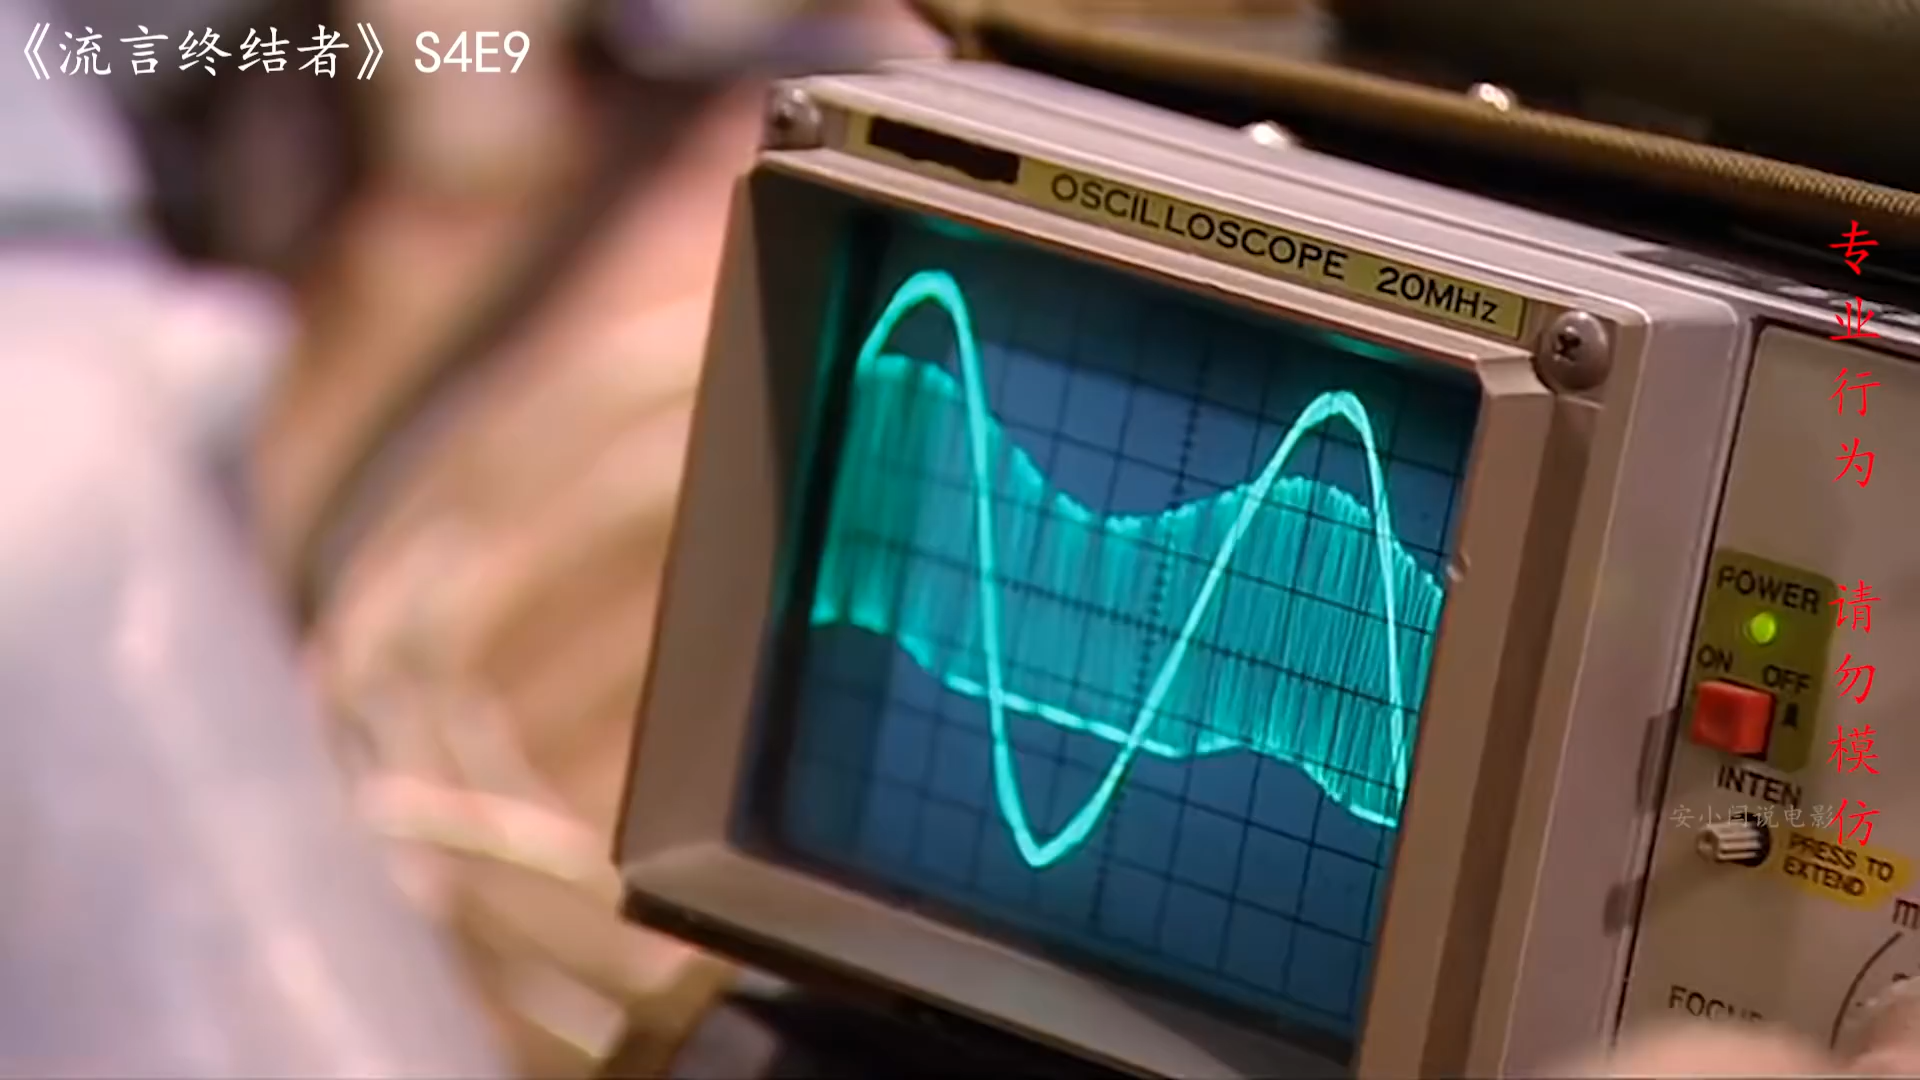 《流言终结者》S4E9
OSCILLOSCOPE 20MHz
专业行为 请勿模仿
POWER
ON OFF
INTEN
安小闫说电影
PRESS TO
EXTEND